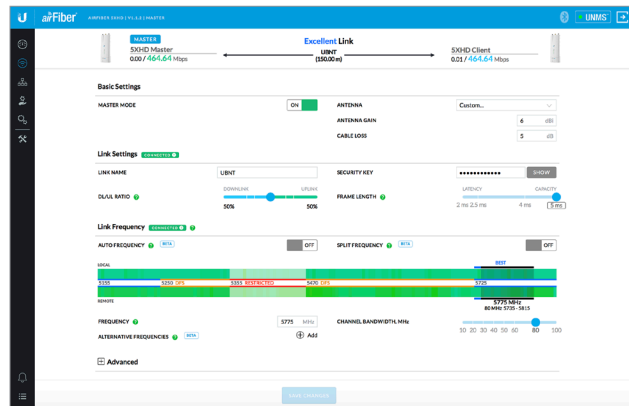 airFiber AIRFIBER 5XHD | V1.2.2 | MASTER UNMS
MASTER Excellent Link
5XHD Master UBNT 5XHD Client
0.00 / 464.64 Mbps (150.00 m) 0.01 / 464.64 Mbps
Basic Settings
MASTER MODE ON ANTENNA Custom...
ANTENNA GAIN 6 dBi
CABLE LOSS 5 dB
Link Settings CONNECTED
LINK NAME UBNT SECURITY KEY •••••••••••• SHOW
DL/UL RATIO DOWNLINK UPLINK FRAME LENGTH LATENCY CAPACITY
50% 50% 2 ms 2.5 ms 4 ms 5 ms
Link Frequency CONNECTED
AUTO FREQUENCY BETA OFF SPLIT FREQUENCY BETA OFF
LOCAL BEST
5155 5250 DFS 5353 RESTRICTED 5470 DFS 5725
REMOTE 5775 MHz
80 MHz 5735 - 5815
FREQUENCY 5775 MHz CHANNEL BANDWIDTH, MHz
ALTERNATIVE FREQUENCIES BETA Add 10 20 30 40 50 60 80 100
Advanced
SAVE CHANGES